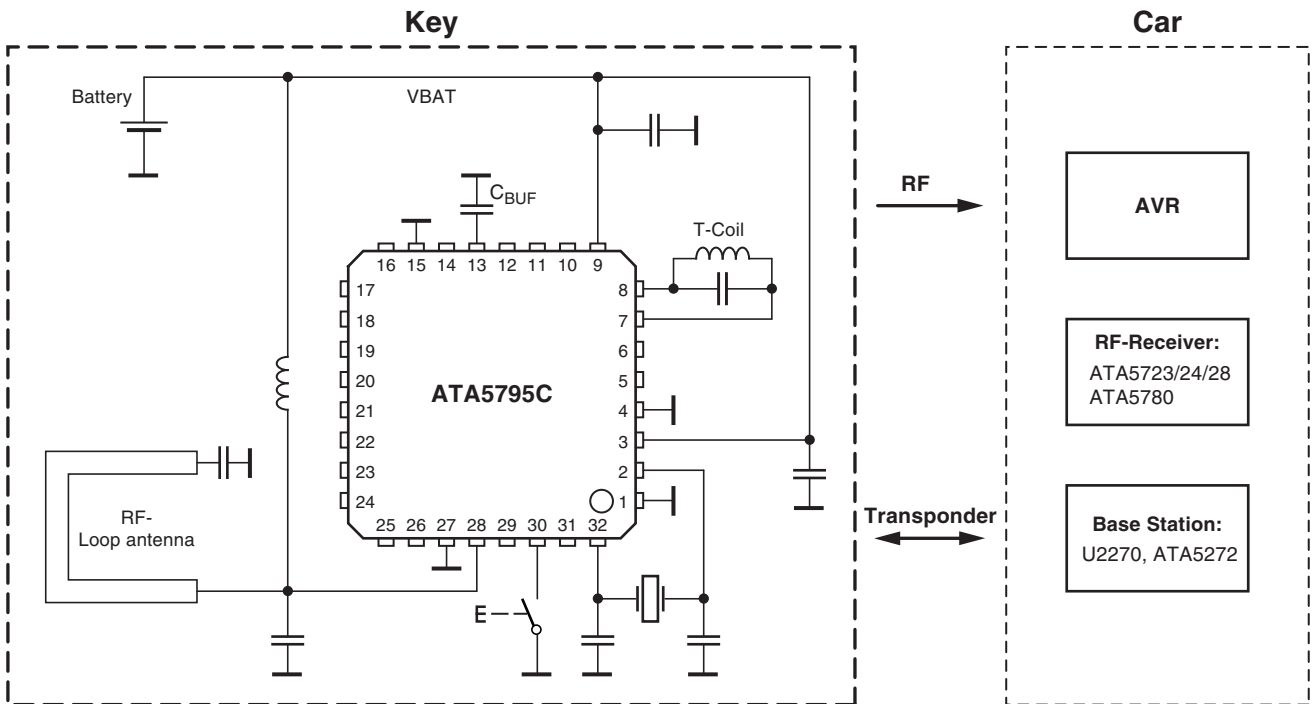 Key
Car
Battery
VBAT
CBUF
RF
AVR
T-Coil
16 15 14 13 12 11 10 9
17
18
19
20
21
22
23
24
8
7
6
5
4
3
2
1
ATA5795C
25 26 27 28 29 30 31 32
RF-
Loop antenna
E
RF-Receiver:
ATA5723/24/28
ATA5780
Transponder
Base Station:
U2270, ATA5272